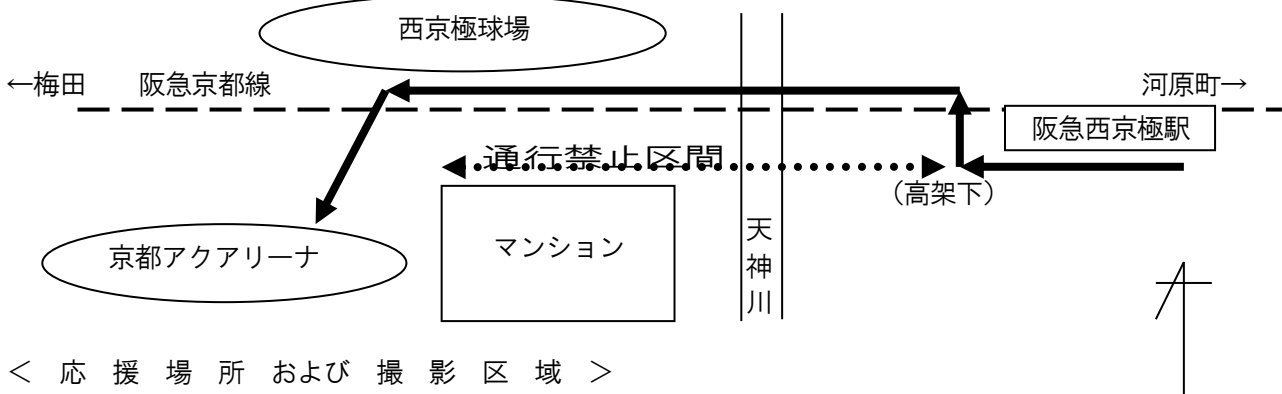 西京極球場
←梅田 阪急京都線 河原町→
阪急西京極駅
通行禁止区間
(高架下)
マンション
天神川
京都アクアリーナ
< 応 援 場 所 および 撮 影 区 域 >